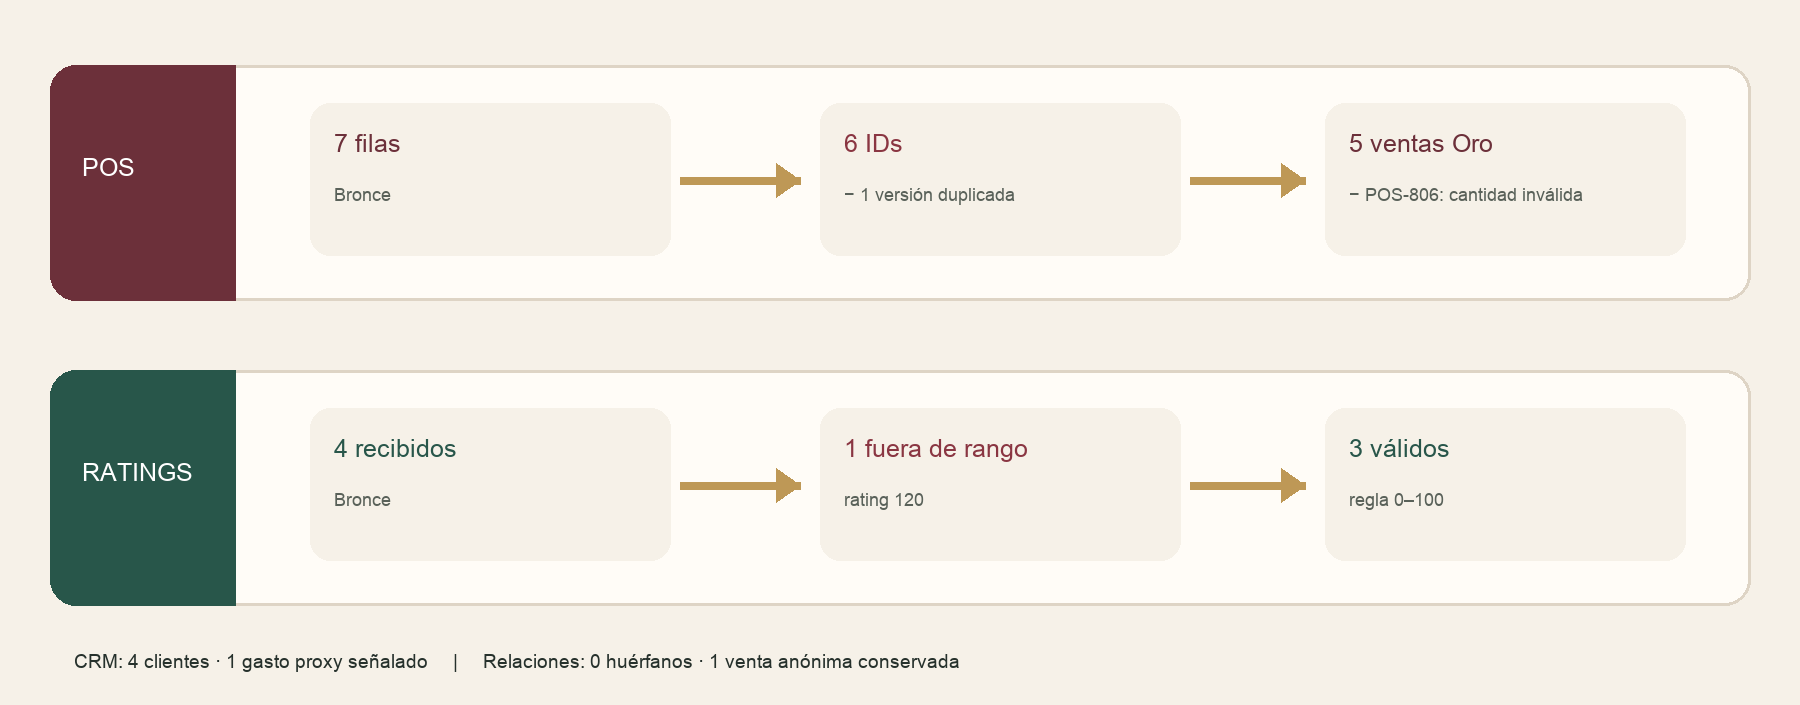 POS
7 filas
Bronce
6 IDs
− 1 versión duplicada
5 ventas Oro
− POS-806: cantidad inválida
RATINGS
4 recibidos
Bronce
1 fuera de rango
rating 120
3 válidos
regla 0–100
CRM: 4 clientes · 1 gasto proxy señalado | Relaciones: 0 huérfanos · 1 venta anónima conservada